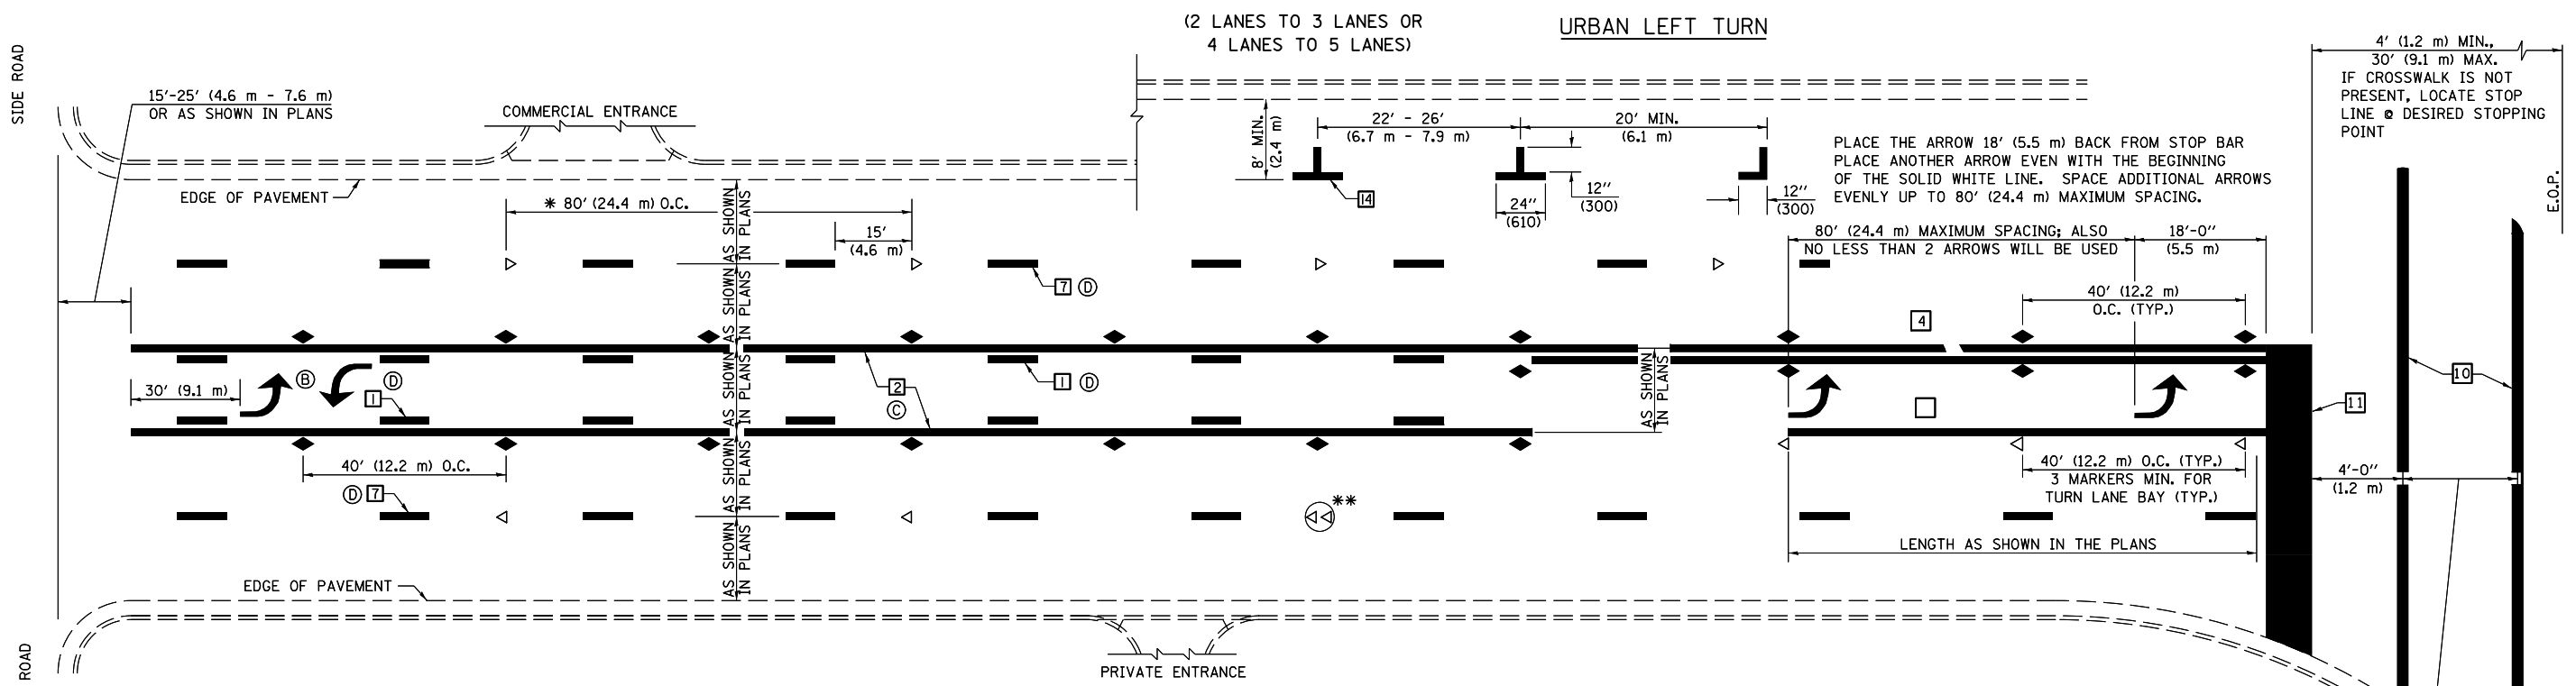 (2 LANES TO 3 LANES OR
4 LANES TO 5 LANES)
URBAN LEFT TURN
SIDE ROAD
15'-25' (4.6 m - 7.6 m)
OR AS SHOWN IN PLANS
COMMERCIAL ENTRANCE
EDGE OF PAVEMENT
8' MIN.
(2.4 m)
22' - 26'
(6.7 m - 7.9 m)
20' MIN.
(6.1 m)
14
24"
(610)
12"
(300)
12"
(300)
PLACE THE ARROW 18' (5.5 m) BACK FROM STOP BAR
PLACE ANOTHER ARROW EVEN WITH THE BEGINNING
OF THE SOLID WHITE LINE. SPACE ADDITIONAL ARROWS
EVENLY UP TO 80' (24.4 m) MAXIMUM SPACING.
4' (1.2 m) MIN.,
30' (9.1 m) MAX.
IF CROSSWALK IS NOT
PRESENT, LOCATE STOP
LINE @ DESIRED STOPPING
POINT
E.O.P.
* 80' (24.4 m) O.C.
15'
(4.6 m)
80' (24.4 m) MAXIMUM SPACING; ALSO
NO LESS THAN 2 ARROWS WILL BE USED
18'-0"
(5.5 m)
AS SHOWN
IN PLANS
AS SHOWN
IN PLANS
AS SHOWN
IN PLANS
AS SHOWN
IN PLANS
AS SHOWN
IN PLANS
7 D
40' (12.2 m)
O.C. (TYP.)
4
30' (9.1 m)
B
D
1
2
C
1 D
AS SHOWN
IN PLANS
11
10
40' (12.2 m) O.C.
D 7
**
40' (12.2 m) O.C. (TYP.)
3 MARKERS MIN. FOR
TURN LANE BAY (TYP.)
4'-0"
(1.2 m)
LENGTH AS SHOWN IN THE PLANS
EDGE OF PAVEMENT
PRIVATE ENTRANCE
ROAD